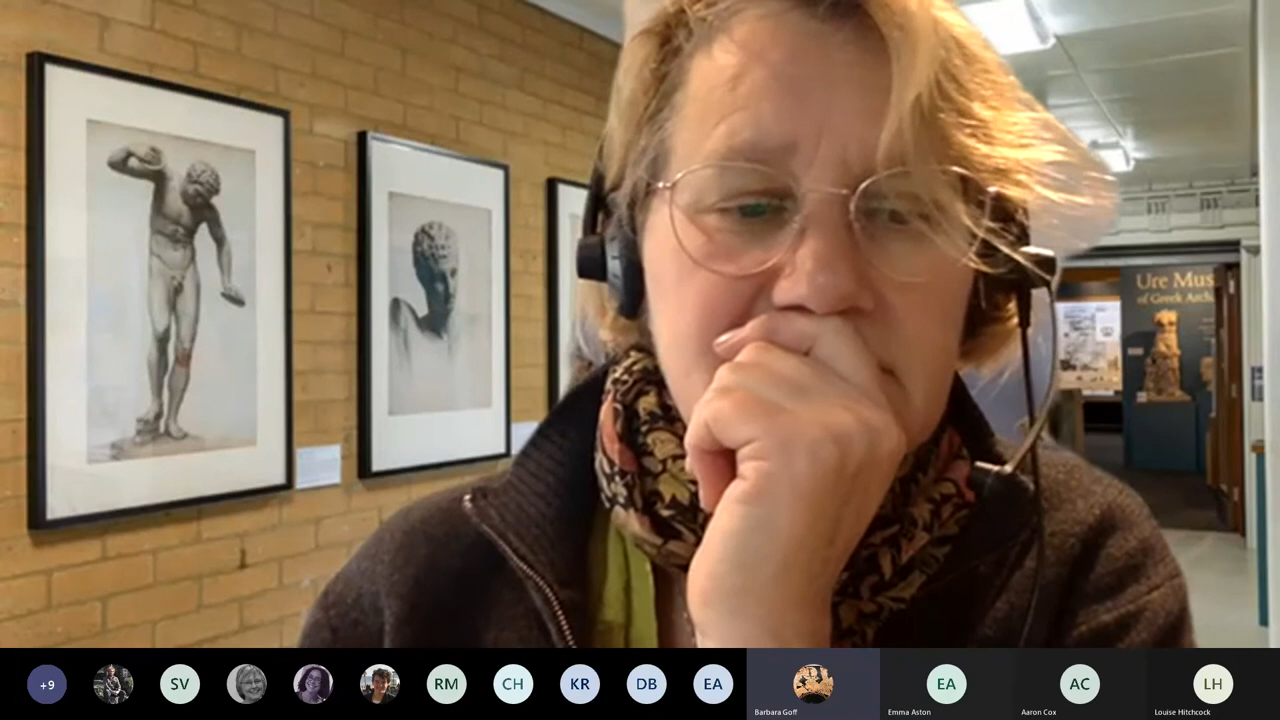 Ure Mus
of Greek Arch
+9
SV
RM
CH
KR
DB
EA
EA
AC
LH
Barbara Goff
Emma Aston
Aaron Cox
Louise Hitchcock